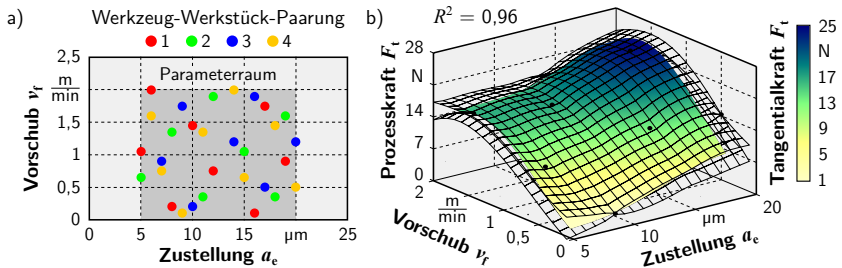 a)
Werkzeug-Werkstück-Paarung
1 2 3 4
2,5
m/min
1,5
1
0,5
0
Vorschub v_f
Parameterraum
0 5 10 15 µm 25
Zustellung a_e
b)
R² = 0,96
28
N
14
7
0
Prozesskraft F_t
2
m/min
1
0,5
0
Vorschub v_f
5
10
µm
20
Zustellung a_e
Tangentialkraft F_t
25
N
17
13
9
5
1